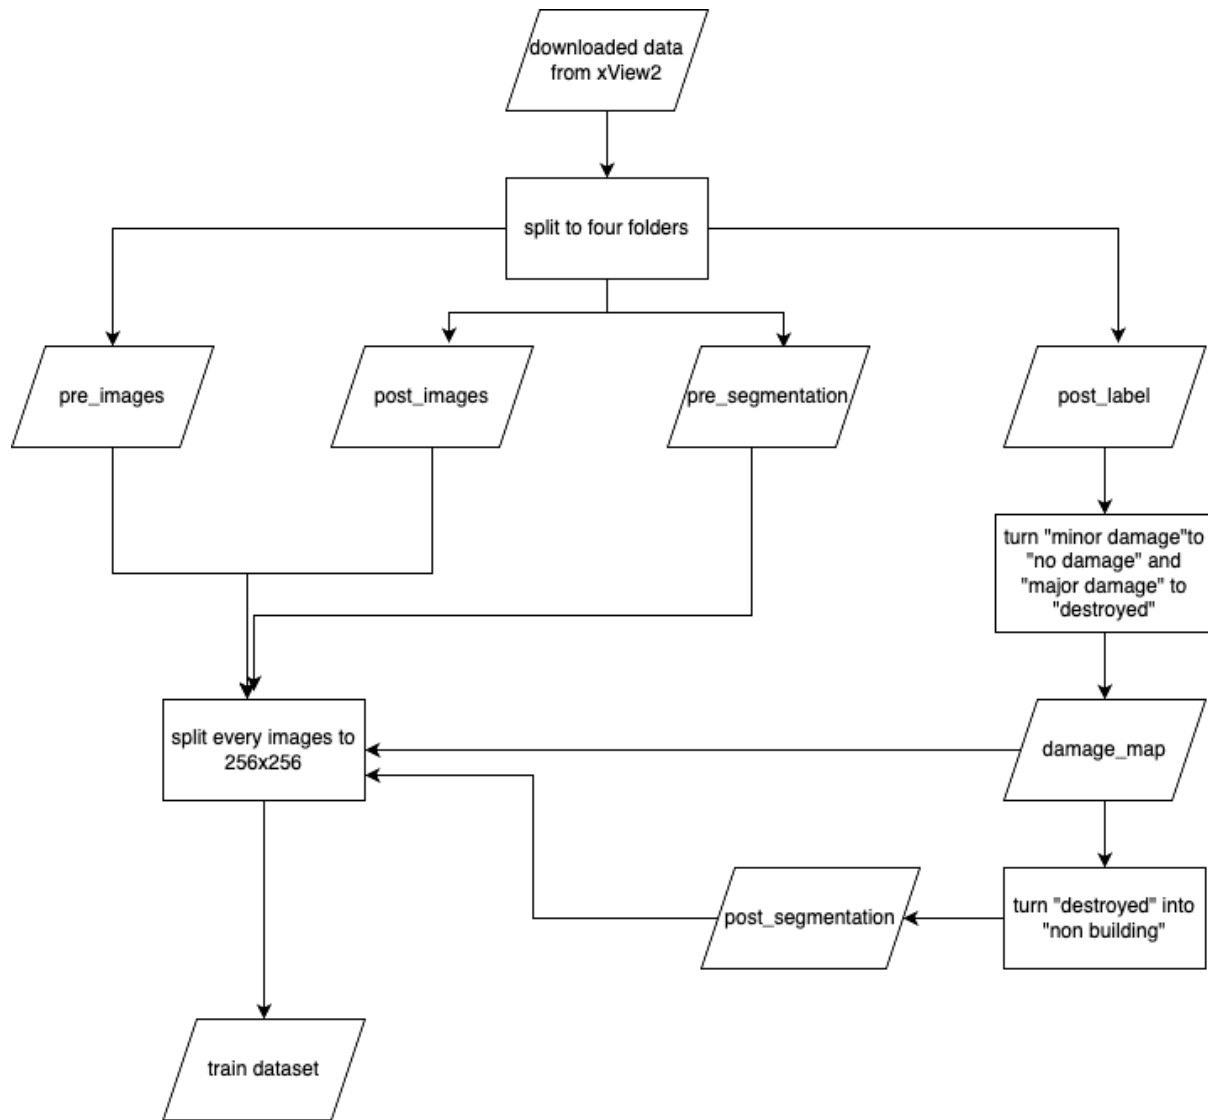 downloaded data
from xView2
split to four folders
pre_images
post_images
pre_segmentation
post_label
turn "minor damage"to
"no damage" and
"major damage" to
"destroyed"
split every images to
256x256
damage_map
post_segmentation
turn "destroyed" into
"non building"
train dataset